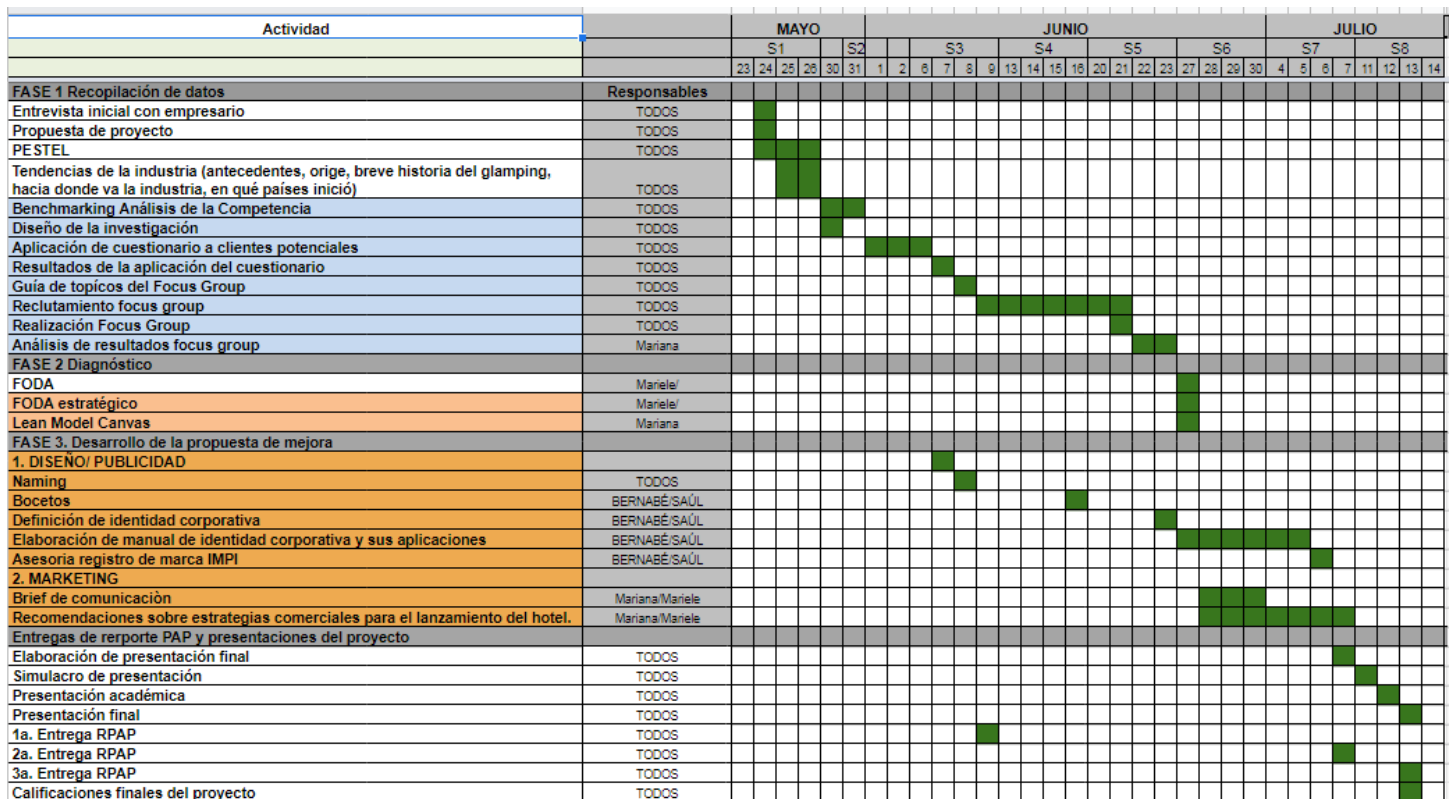 Actividad MAYO JUNIO JULIO
S1 S2 S3 S4 S5 S6 S7 S8
23 24 25 26 30 31 1 2 6 7 8 9 13 14 15 16 20 21 22 23 27 28 29 30 4 5 6 7 11 12 13 14
FASE 1 Recopilación de datos Responsables
Entrevista inicial con empresario TODOS
Propuesta de proyecto TODOS
PESTEL TODOS
Tendencias de la industria (antecedentes, orige, breve historia del glamping,
hacia donde va la industria, en qué países inició) TODOS
Benchmarking Análisis de la Competencia TODOS
Diseño de la investigación TODOS
Aplicación de cuestionario a clientes potenciales TODOS
Resultados de la aplicación del cuestionario TODOS
Guía de topícos del Focus Group TODOS
Reclutamiento focus group TODOS
Realización Focus Group TODOS
Análisis de resultados focus group Mariana
FASE 2 Diagnóstico
FODA Mariele/
FODA estratégico Mariele/
Lean Model Canvas Mariana
FASE 3. Desarrollo de la propuesta de mejora
1. DISEÑO/ PUBLICIDAD
Naming TODOS
Bocetos BERNABÉ/SAÚL
Definición de identidad corporativa BERNABÉ/SAÚL
Elaboración de manual de identidad corporativa y sus aplicaciones BERNABÉ/SAÚL
Asesoria registro de marca IMPI BERNABÉ/SAÚL
2. MARKETING
Brief de comunicaciòn Mariana/Mariele
Recomendaciones sobre estrategias comerciales para el lanzamiento del hotel. Mariana/Mariele
Entregas de rerporte PAP y presentaciones del proyecto
Elaboración de presentación final TODOS
Simulacro de presentación TODOS
Presentación académica TODOS
Presentación final TODOS
1a. Entrega RPAP TODOS
2a. Entrega RPAP TODOS
3a. Entrega RPAP TODOS
Calificaciones finales del proyecto TODOS